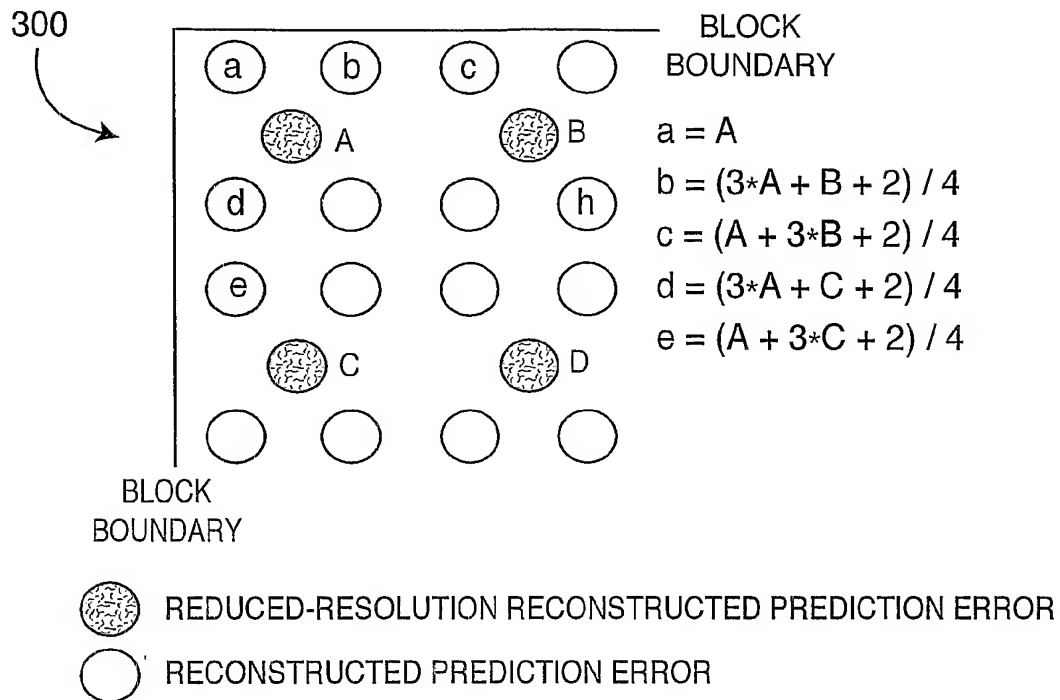 300
BLOCK
BOUNDARY
a b c
A B
a = A
d h
b = (3*A + B + 2) / 4
c = (A + 3*B + 2) / 4
e
d = (3*A + C + 2) / 4
e = (A + 3*C + 2) / 4
C D
BLOCK
BOUNDARY
REDUCED-RESOLUTION RECONSTRUCTED PREDICTION ERROR
RECONSTRUCTED PREDICTION ERROR